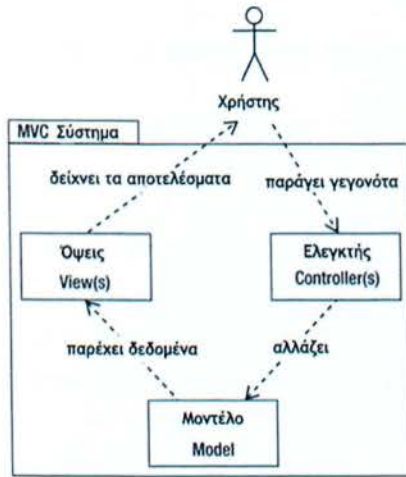 Χρήστης
MVC Σύστημα
δείχνει τα αποτελέσματα
παράγει γεγονότα
Όψεις
View(s)
Ελεγκτής
Controller(s)
παρέχει δεδομένα
αλλάζει
Μοντέλο
Model